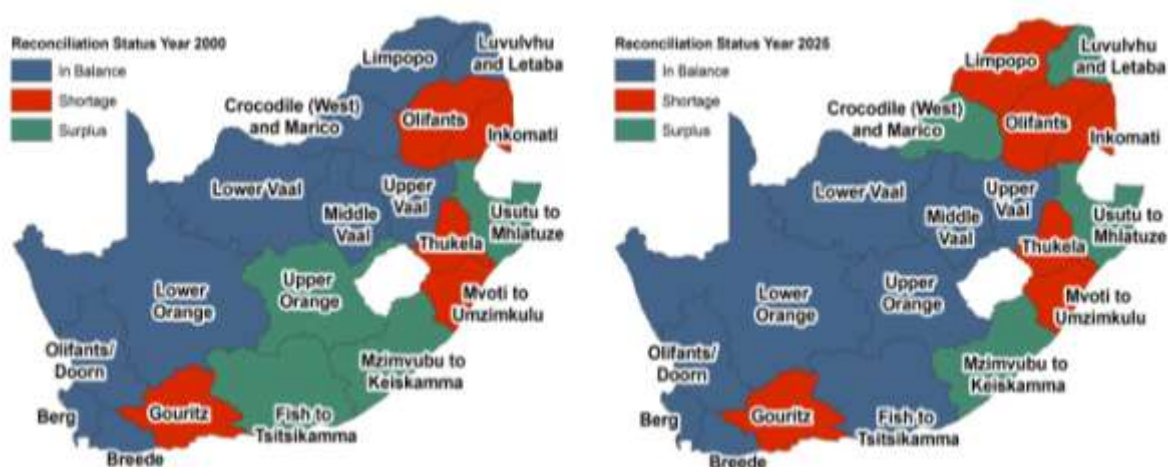 Reconciliation Status Year 2000
In Balance
Shortage
Surplus
Limpopo
Luvulvhu
and Letaba
Crocodile (West)
and Marico
Olifants
Inkomati
Lower Vaal
Upper
Vaal
Middle
Vaal
Usutu to
Mhlatuze
Thukela
Upper
Orange
Lower
Orange
Mvoti to
Umzimkulu
Olifants/
Doorn
Mzimvubu to
Keiskamma
Berg
Gouritz
Fish to
Tsitsikamma
Breede
Reconciliation Status Year 2025
In Balance
Shortage
Surplus
Limpopo
Luvulvhu
and Letaba
Crocodile (West)
and Marico
Olifants
Inkomati
Lower Vaal
Upper
Vaal
Middle
Vaal
Usutu to
Mhlatuze
Thukela
Upper
Orange
Lower
Orange
Mvoti to
Umzimkulu
Olifants/
Doorn
Mzimvubu to
Keiskamma
Berg
Gouritz
Fish to
Tsitsikamma
Breede